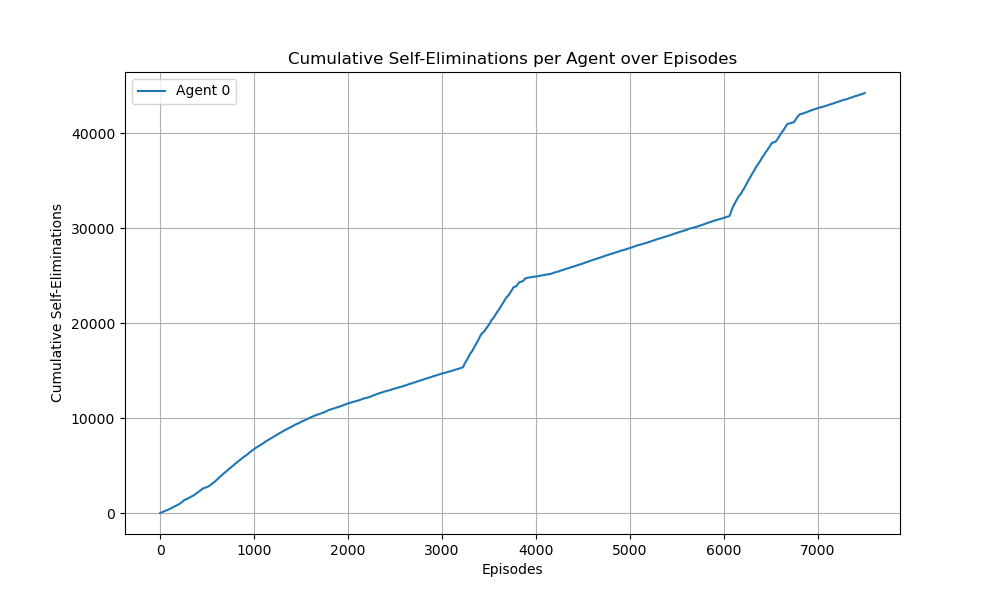 Cumulative Self-Eliminations per Agent over Episodes
Agent 0
Cumulative Self-Eliminations
40000
30000
20000
10000
0
0 1000 2000 3000 4000 5000 6000 7000
Episodes